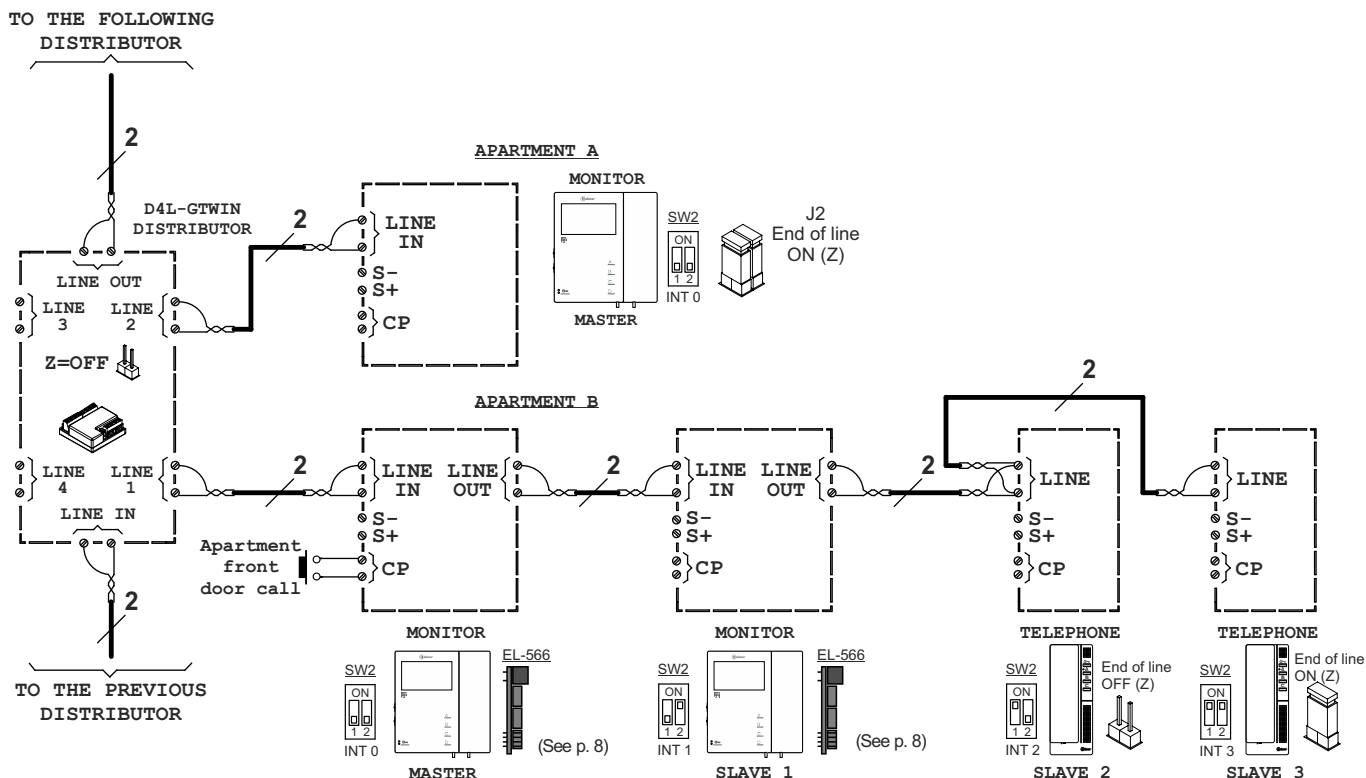 TO THE FOLLOWING
DISTRIBUTOR
2
D4L-GTWIN
DISTRIBUTOR
LINE OUT
LINE
3
LINE
2
Z=OFF
LINE
4
LINE
1
LINE IN
2
TO THE PREVIOUS
DISTRIBUTOR
APARTMENT A
2
LINE
IN
S-
S+
CP
MONITOR
MASTER
SW2
ON
1 2
INT 0
J2
End of line
ON (Z)
APARTMENT B
2
LINE
IN
LINE
OUT
S-
S+
CP
Apartment
front
door call
MONITOR
SW2
ON
1 2
INT 0
MASTER
EL-566
(See p. 8)
2
LINE
IN
LINE
OUT
S-
S+
CP
MONITOR
SW2
ON
1 2
INT 1
SLAVE 1
EL-566
(See p. 8)
2
LINE
S-
S+
CP
TELEPHONE
SW2
ON
1 2
INT 2
SLAVE 2
End of line
OFF (Z)
2
LINE
S-
S+
CP
TELEPHONE
SW2
ON
1 2
INT 3
SLAVE 3
End of line
ON (Z)